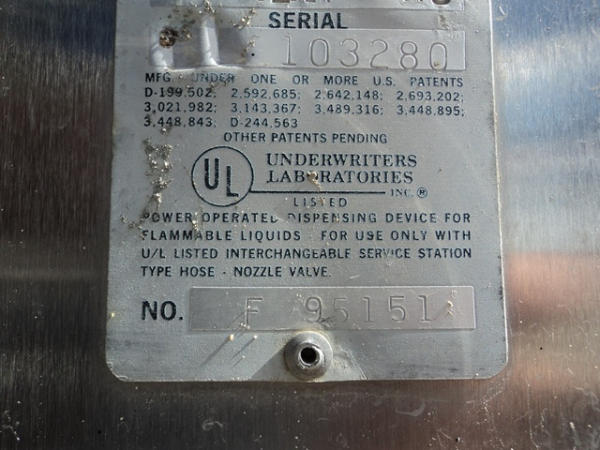 SERIAL
103280
MFG. UNDER ONE OR MORE U.S. PATENTS
D-199,502; 2,592,685; 2,642,148; 2,693,202;
3,021,982; 3,143,367; 3,489,316; 3,448,895;
3,448,843; D-244,563
OTHER PATENTS PENDING
UL
UNDERWRITERS
LABORATORIES
INC.®
LISTED
POWER OPERATED DISPENSING DEVICE FOR
FLAMMABLE LIQUIDS FOR USE ONLY WITH
U/L LISTED INTERCHANGEABLE SERVICE STATION
TYPE HOSE - NOZZLE VALVE.
NO. F 95151